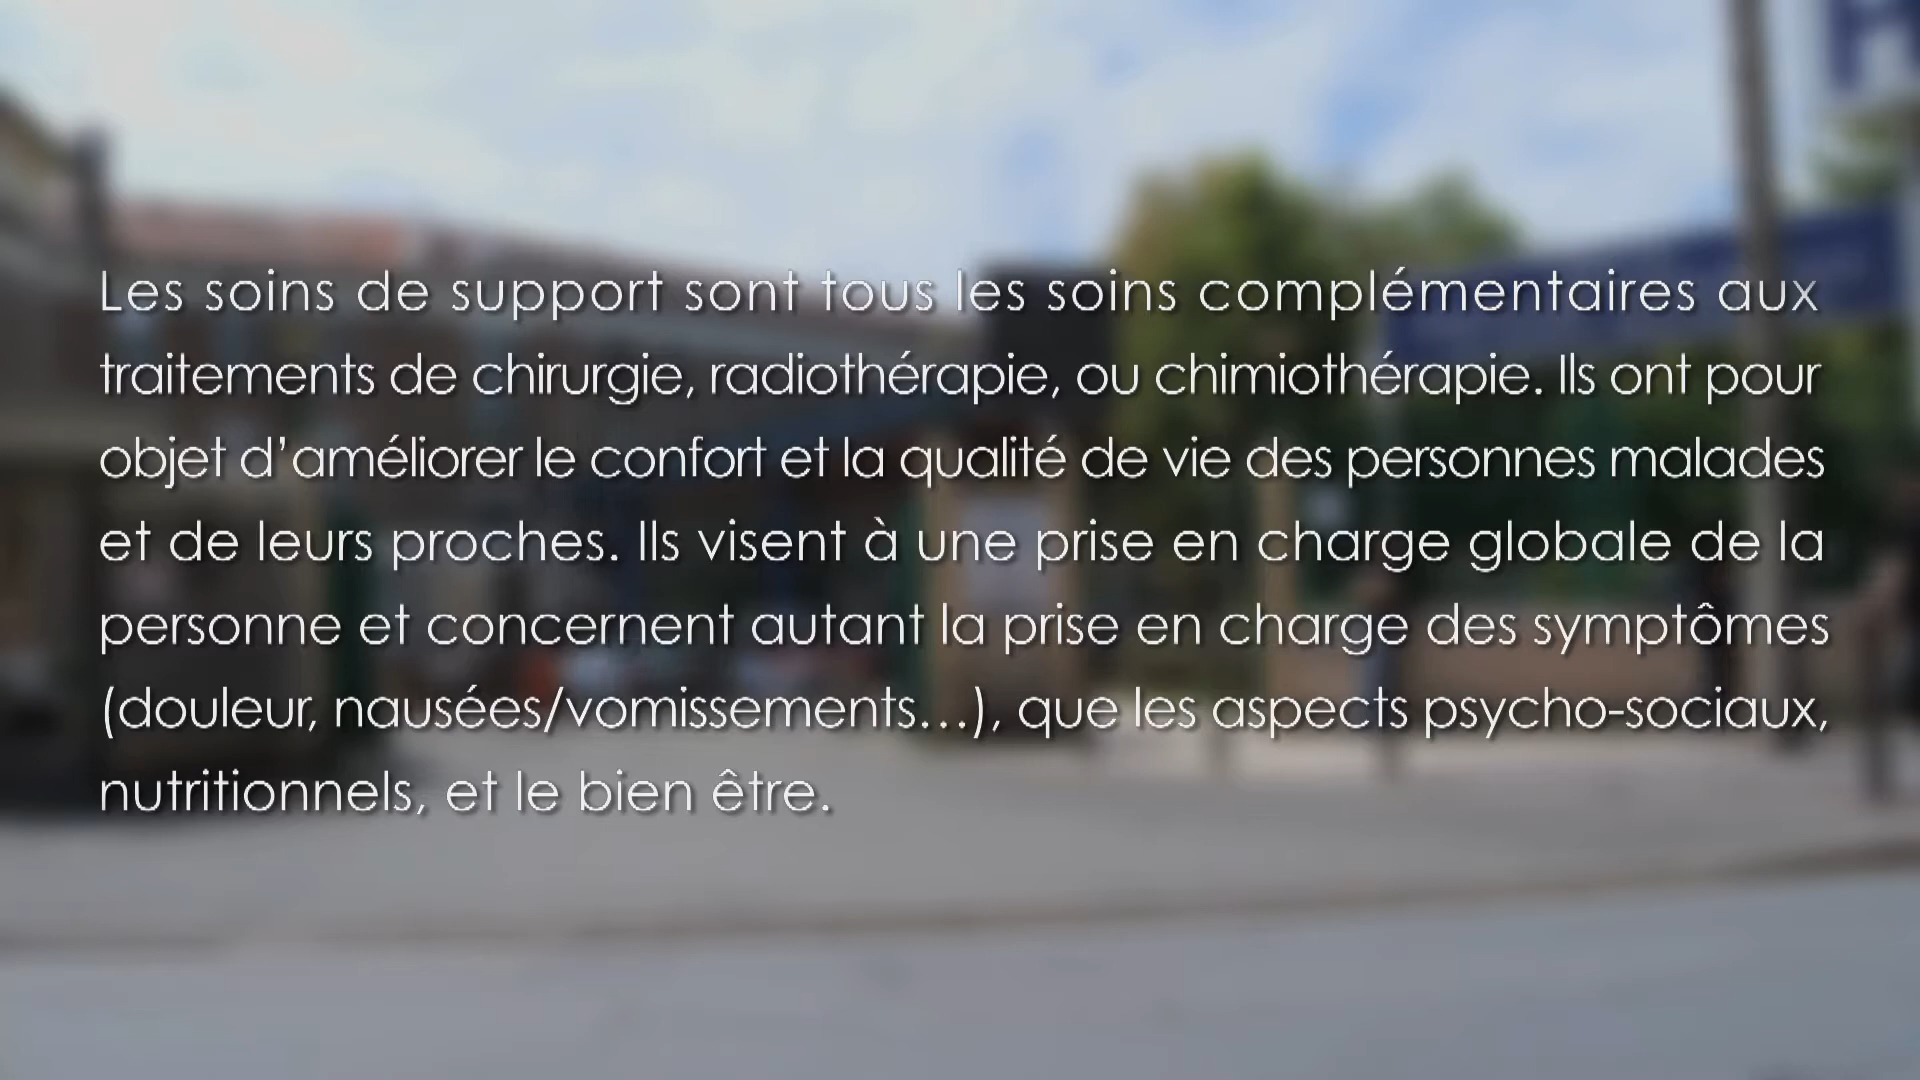 Les soins de support sont tous les soins complémentaires aux
traitements de chirurgie, radiothérapie, ou chimiothérapie. Ils ont pour
objet d’améliorer le confort et la qualité de vie des personnes malades
et de leurs proches. Ils visent à une prise en charge globale de la
personne et concernent autant la prise en charge des symptômes
(douleur, nausées/vomissements…), que les aspects psycho-sociaux,
nutritionnels, et le bien être.